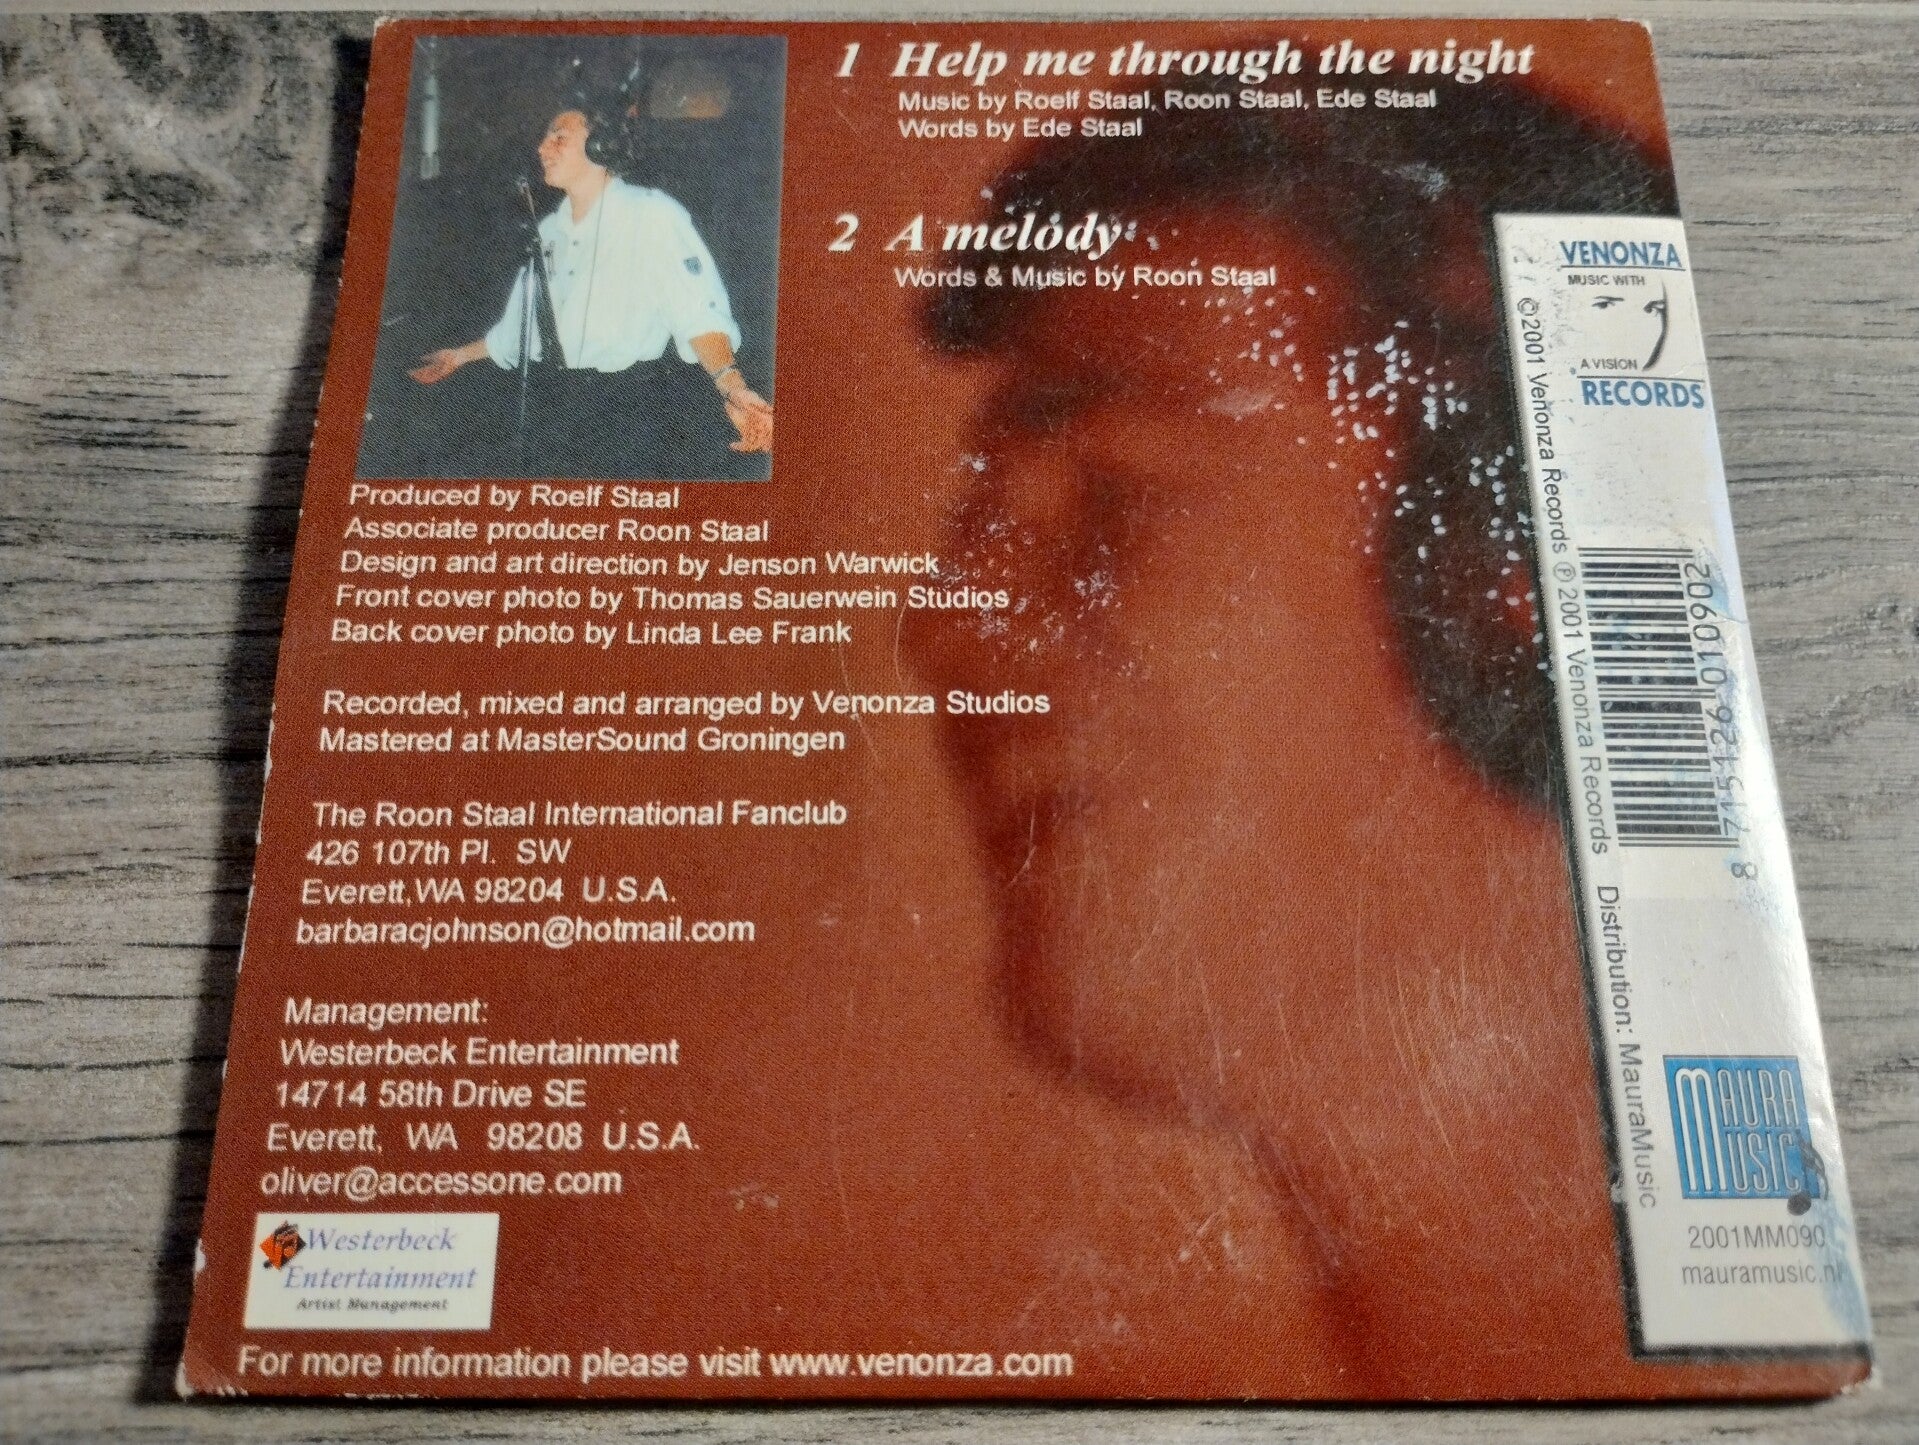 1 Help me through the night
Music by Roelf Staal, Roon Staal, Ede Staal
Words by Ede Staal
2 A melody
Words & Music by Roon Staal
Produced by Roelf Staal
Associate producer Roon Staal
Design and art direction by Jenson Warwick
Front cover photo by Thomas Sauerwein Studios
Back cover photo by Linda Lee Frank
Recorded, mixed and arranged by Venonza Studios
Mastered at MasterSound Groningen
The Roon Staal International Fanclub
426 107th Pl. SW
Everett, WA 98204 U.S.A.
barbaracjohnson@hotmail.com
Management:
Westerbeck Entertainment
14714 58th Drive SE
Everett, WA 98208 U.S.A.
oliver@accessone.com
Westerbeck
Entertainment
Artist Management
For more information please visit www.venonza.com
VENONZA
MUSIC WITH
A VISION
RECORDS
©2001 Venonza Records ℗2001 Venonza Records Distribution: MauraMusic
8
MAURA
MUSIC
2001MM090
mauramusic.nl